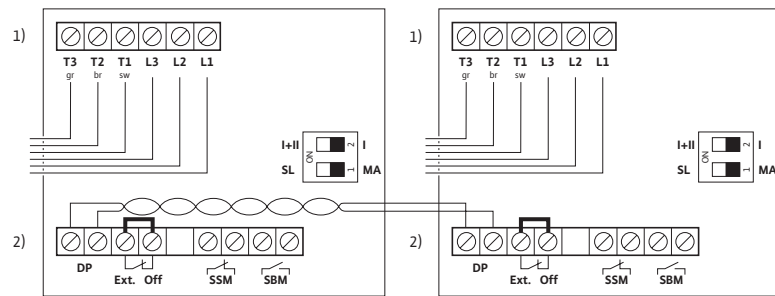 1)
T3 T2 T1 L3 L2 L1
gr br sw
I+II ON 2 I
SL 1 MA
2)
DP
Ext. Off SSM SBM
1)
T3 T2 T1 L3 L2 L1
gr br sw
I+II ON 2 I
SL 1 MA
2)
DP
Ext. Off SSM SBM